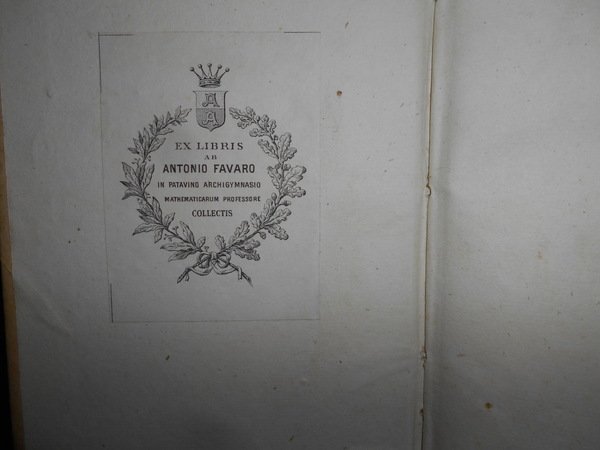 A
A
EX LIBRIS
AB
ANTONIO FAVARO
IN PATAVINO ARCHIGYMNASIO
MATHEMATICARUM PROFESSORE
COLLECTIS